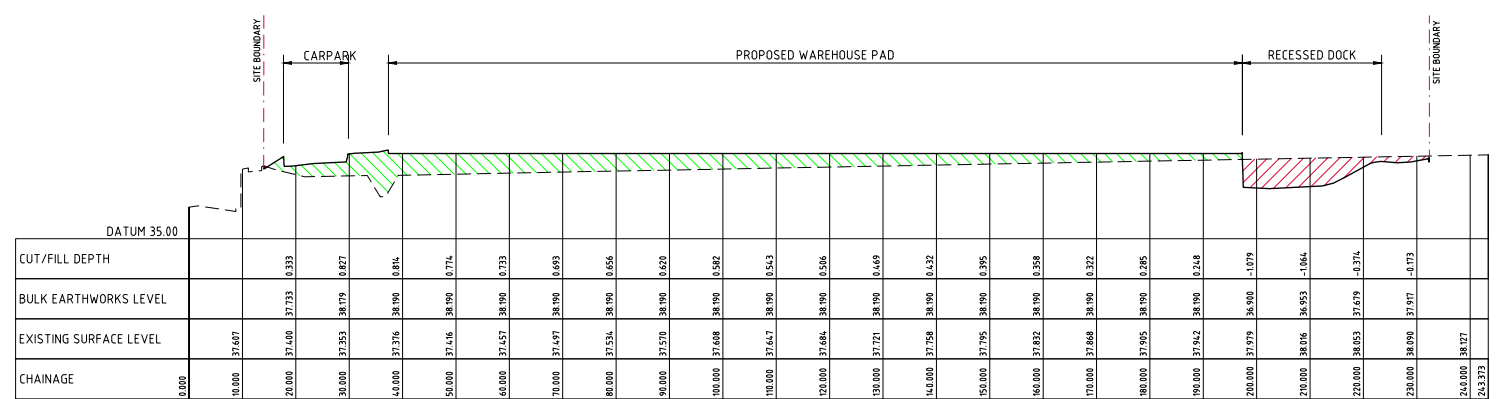 SITE BOUNDARY
CARPARK
PROPOSED WAREHOUSE PAD
RECESSED DOCK
SITE BOUNDARY
DATUM 35.00
CUT/FILL DEPTH 0.333 0.827 0.814 0.774 0.733 0.693 0.656 0.620 0.582 0.543 0.506 0.469 0.432 0.395 0.358 0.322 0.285 0.248 -1.079 -1.064 -0.374 -0.173
BULK EARTHWORKS LEVEL 37.733 38.179 38.190 38.190 38.190 38.190 38.190 38.190 38.190 38.190 38.190 38.190 38.190 38.190 38.190 38.190 38.190 38.190 36.900 36.953 37.679 37.917
EXISTING SURFACE LEVEL 37.607 37.400 37.353 37.376 37.416 37.457 37.497 37.534 37.570 37.608 37.647 37.684 37.721 37.758 37.795 37.832 37.868 37.905 37.942 37.979 38.016 38.053 38.090 38.127
CHAINAGE 0.000 10.000 20.000 30.000 40.000 50.000 60.000 70.000 80.000 90.000 100.000 110.000 120.000 130.000 140.000 150.000 160.000 170.000 180.000 190.000 200.000 210.000 220.000 230.000 240.000 243.373